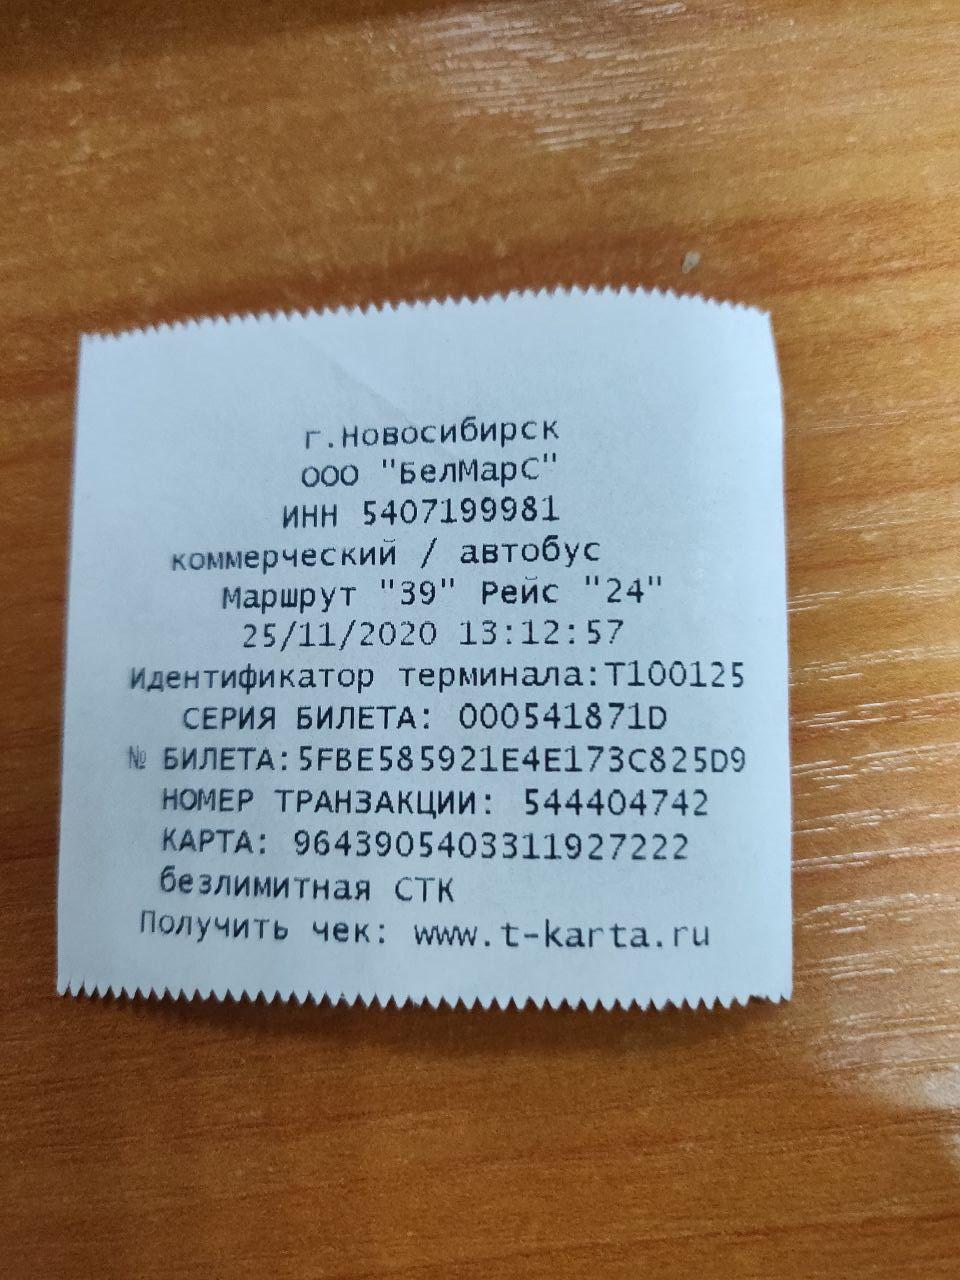 г.Новосибирск
ООО "БелМарС"
ИНН 5407199981
коммерческий / автобус
Маршрут "39" Рейс "24"
25/11/2020 13:12:57
Идентификатор терминала:T100125
СЕРИЯ БИЛЕТА: 000541871D
№ БИЛЕТА:5FBE585921E4E173C825D9
НОМЕР ТРАНЗАКЦИИ: 544404742
КАРТА: 9643905403311927222
безлимитная СТК
Получить чек: www.t-karta.ru